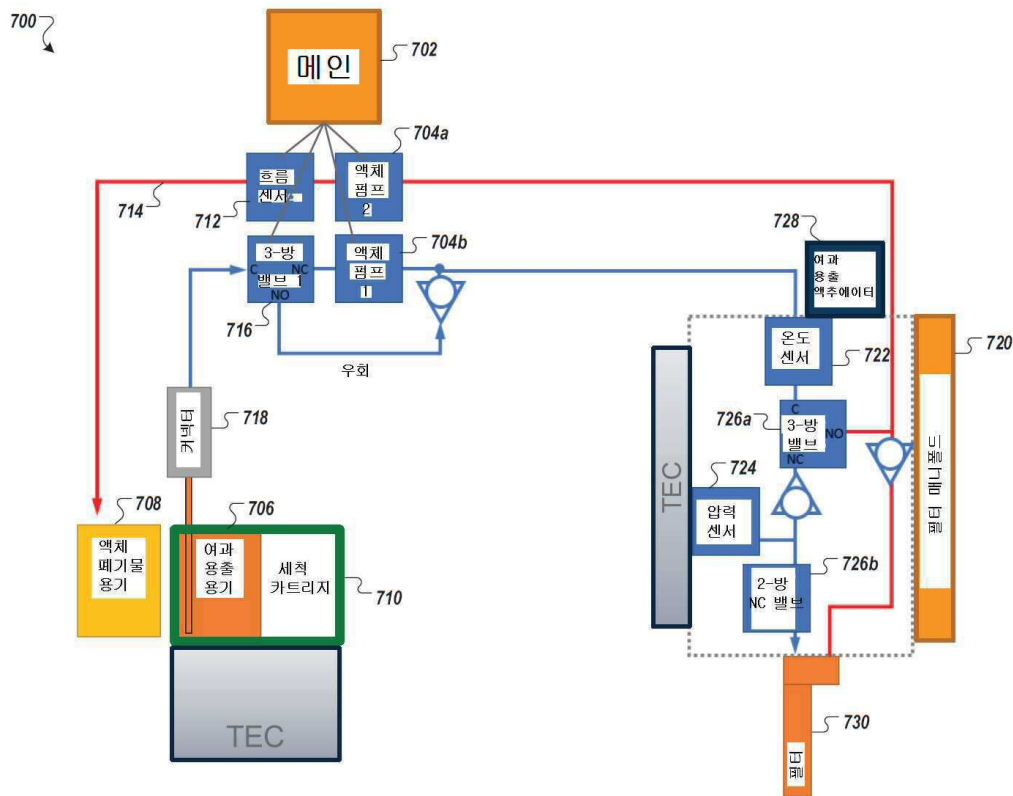 700
메인
702
704a
흐름
센서
액체
펌프
2
714
712
3-방
밸브 1
C
NC
NO
액체
펌프
1
704b
716
우회
728
여과
용출
액추에이터
온도
센서
722
720
726a
C
3-방
밸브
NO
NC
724
압력
센서
TEC
필터 매니폴드
커넥터
718
708
706
액체
폐기물
용기
여과
용출
용기
세척
카트리지
710
726b
2-방
NC 밸브
TEC
730
필터